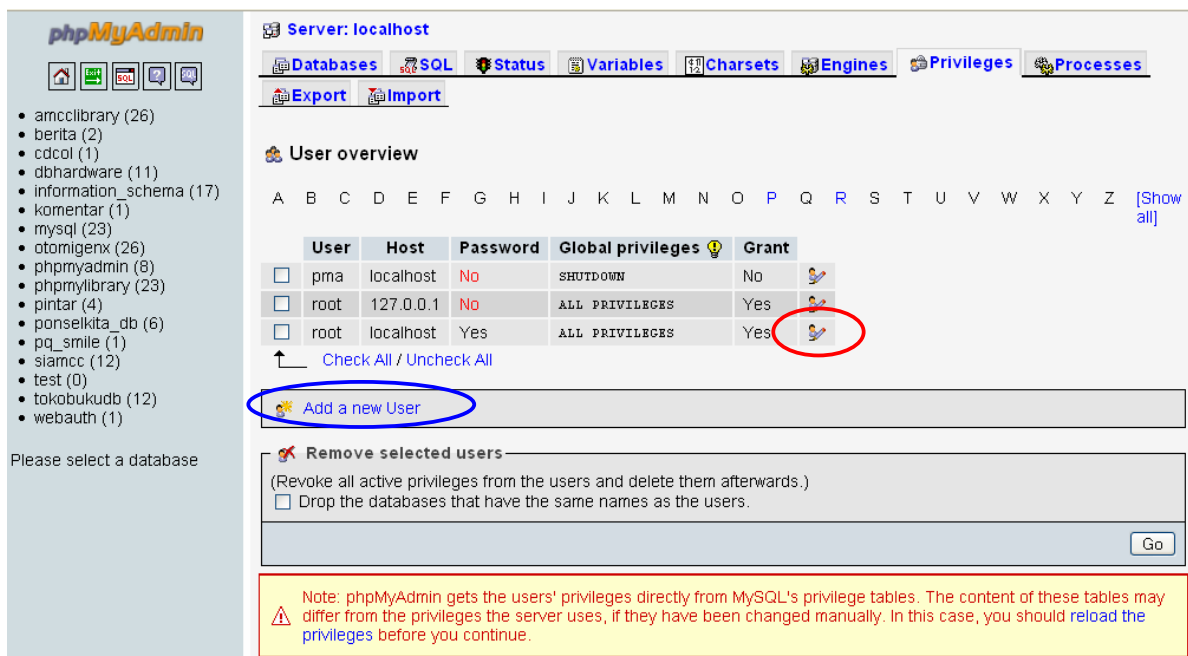 phpMyAdmin
Exit
SQL
?
SQL
amcclibrary (26)
berita (2)
cdcol (1)
dbhardware (11)
information_schema (17)
komentar (1)
mysql (23)
otomigenx (26)
phpmyadmin (8)
phpmylibrary (23)
pintar (4)
ponselkita_db (6)
pq_smile (1)
siamcc (12)
test (0)
tokobukudb (12)
webauth (1)
Please select a database
Server: localhost
Databases SQL Status Variables Charsets Engines Privileges Processes
Export Import
User overview
A B C D E F G H I J K L M N O P Q R S T U V W X Y Z [Show
all]
User Host Password Global privileges Grant
pma localhost No SHUTDOWN No
root 127.0.0.1 No ALL PRIVILEGES Yes
root localhost Yes ALL PRIVILEGES Yes
Check All / Uncheck All
Add a new User
Remove selected users
(Revoke all active privileges from the users and delete them afterwards.)
Drop the databases that have the same names as the users.
Go
Note: phpMyAdmin gets the users' privileges directly from MySQL's privilege tables. The content of these tables may
differ from the privileges the server uses, if they have been changed manually. In this case, you should reload the
privileges before you continue.